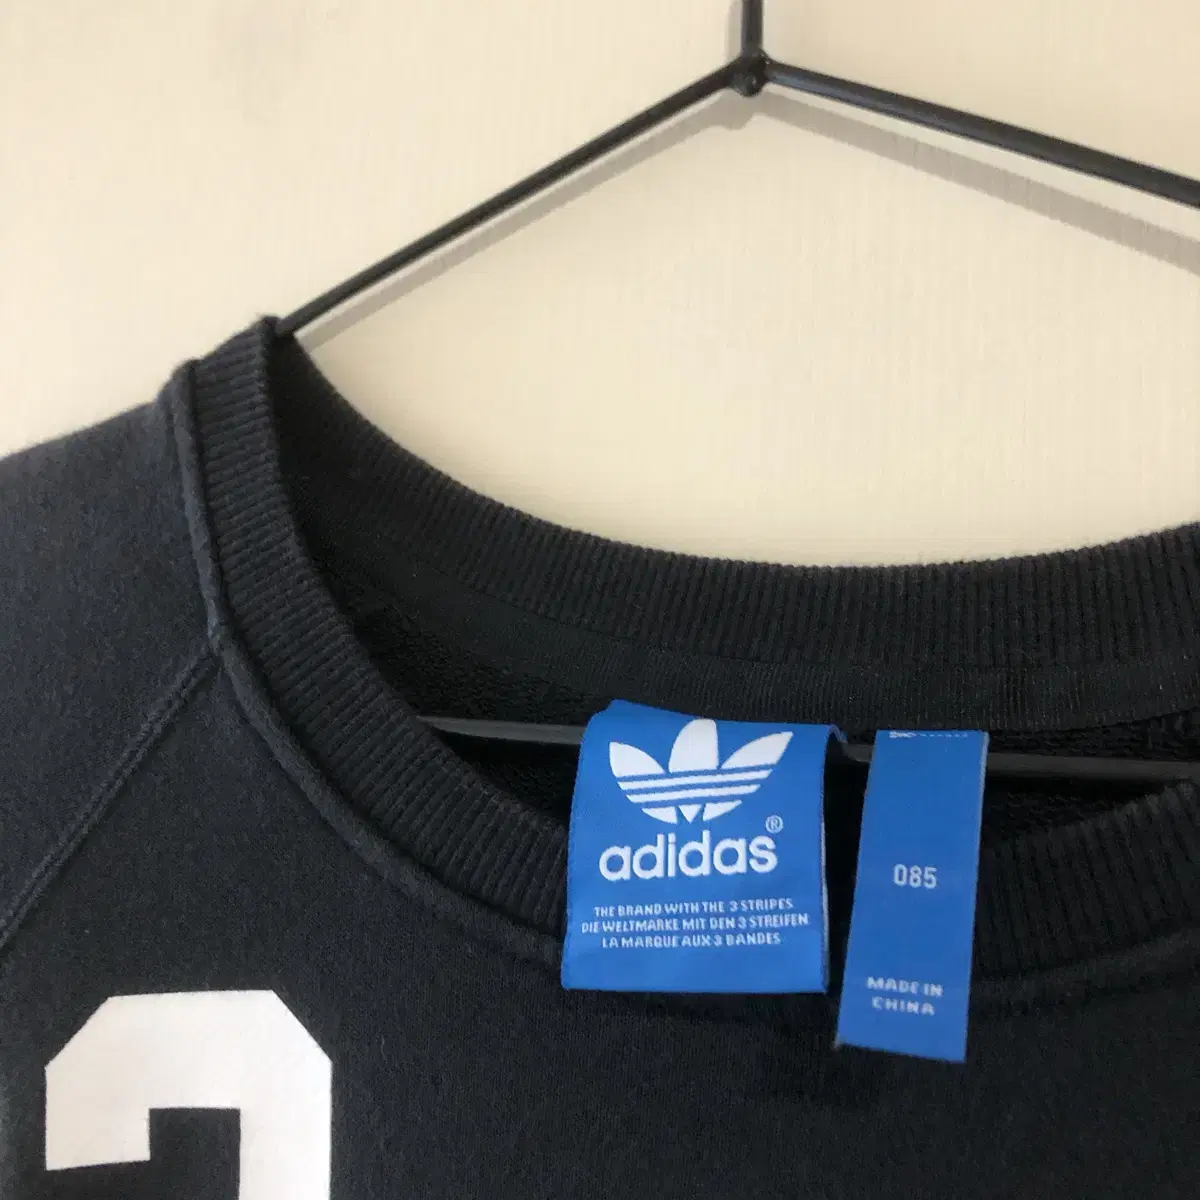 adidas®
THE BRAND WITH THE 3 STRIPES
DIE WELTMARKE MIT DEN 3 STREIFEN
LA MARQUE AUX 3 BANDES
085
MADE IN
CHINA